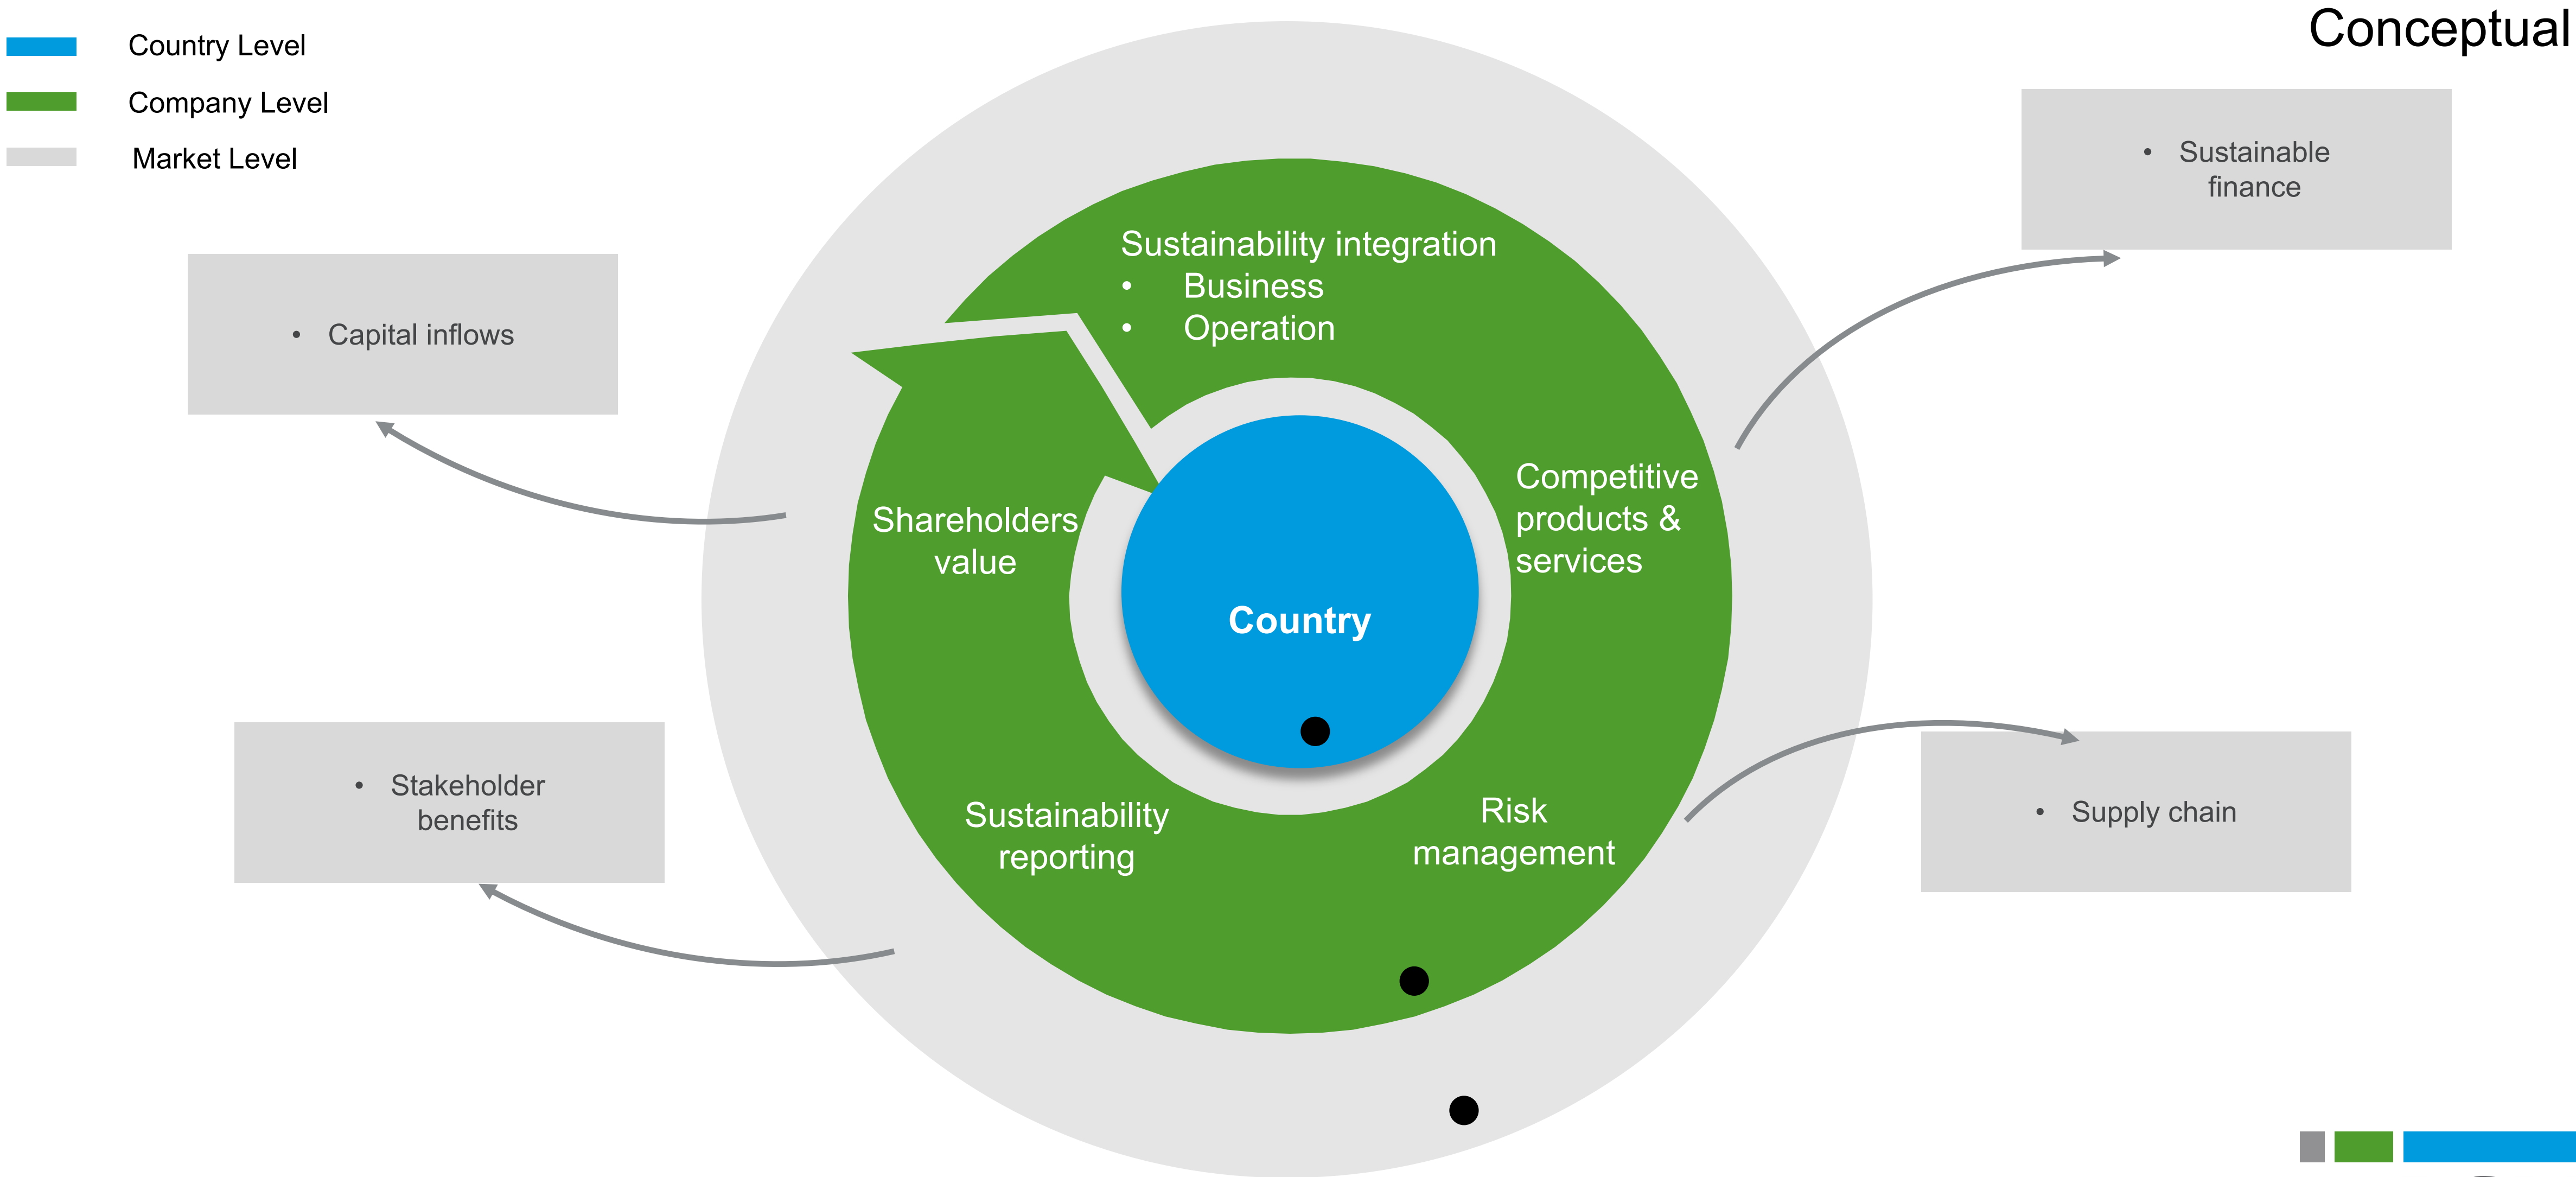 Conceptual
Country Level
Company Level
Market Level
• Sustainable
finance
Sustainability integration
• Business
• Operation
• Capital inflows
Competitive
products &
services
Shareholders
value
Country
• Stakeholder
benefits
Sustainability
reporting
Risk
management
• Supply chain